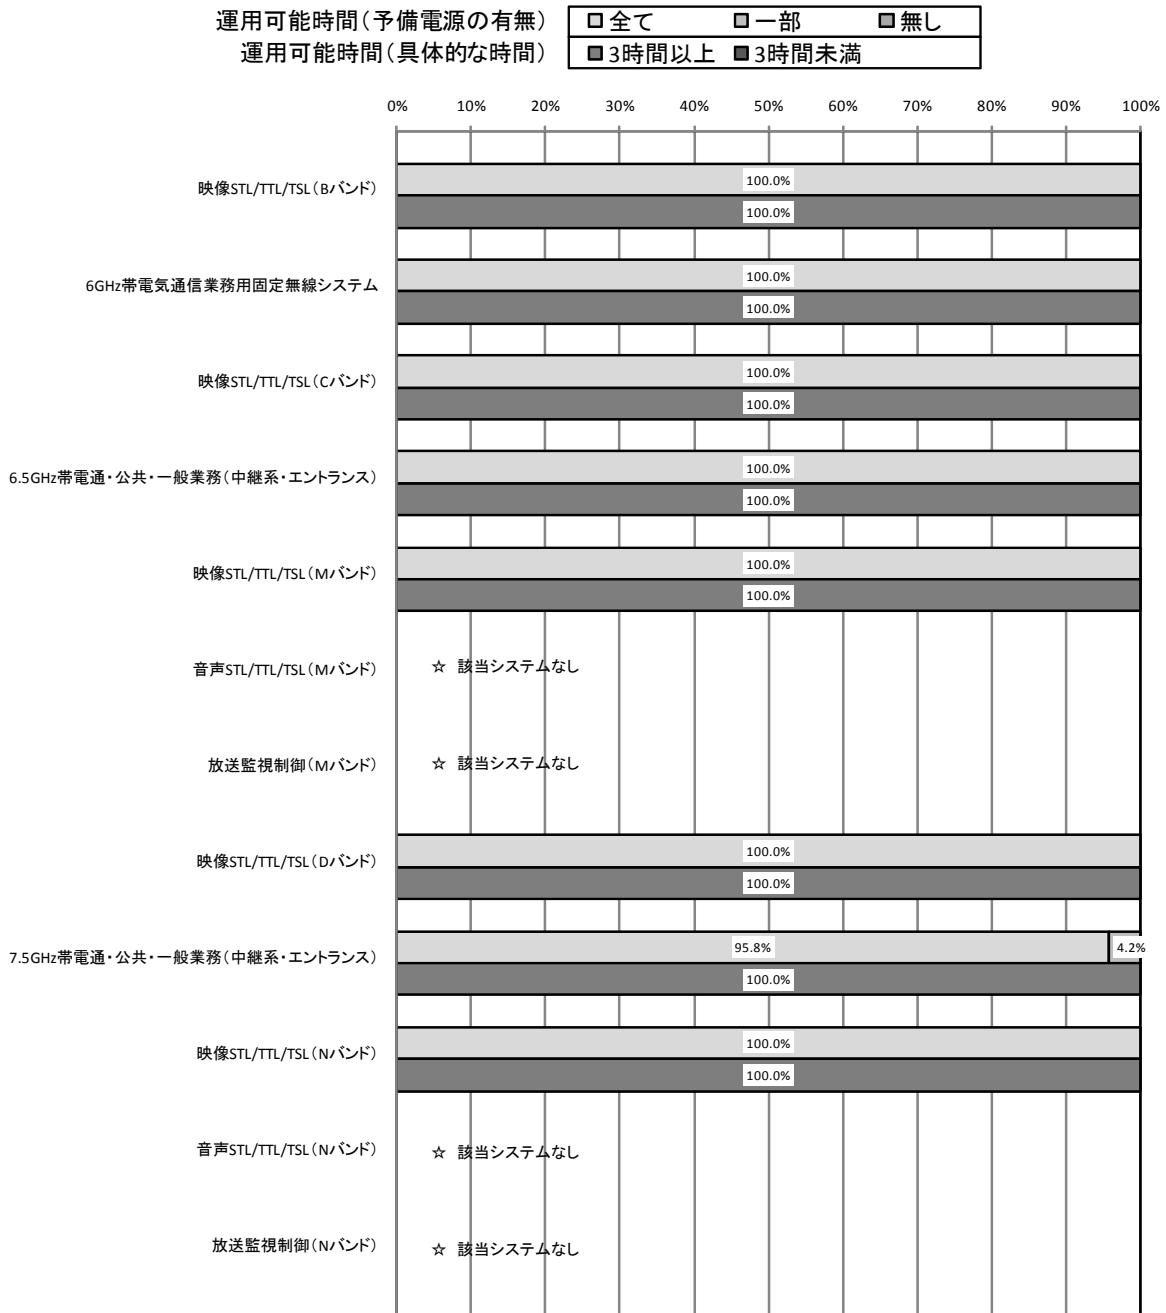 運用可能時間(予備電源の有無) 全て 一部 無し
運用可能時間(具体的な時間) 3時間以上 3時間未満
0% 10% 20% 30% 40% 50% 60% 70% 80% 90% 100%
映像STL/TTL/TSL(Bバンド)
100.0%
100.0%
6GHz帯電気通信業務用固定無線システム
100.0%
100.0%
映像STL/TTL/TSL(Cバンド)
100.0%
100.0%
6.5GHz帯電通・公共・一般業務(中継系・エントランス)
100.0%
100.0%
映像STL/TTL/TSL(Mバンド)
100.0%
100.0%
音声STL/TTL/TSL(Mバンド)
☆ 該当システムなし
放送監視制御(Mバンド)
☆ 該当システムなし
映像STL/TTL/TSL(Dバンド)
100.0%
100.0%
7.5GHz帯電通・公共・一般業務(中継系・エントランス)
95.8% 4.2%
100.0%
映像STL/TTL/TSL(Nバンド)
100.0%
100.0%
音声STL/TTL/TSL(Nバンド)
☆ 該当システムなし
放送監視制御(Nバンド)
☆ 該当システムなし